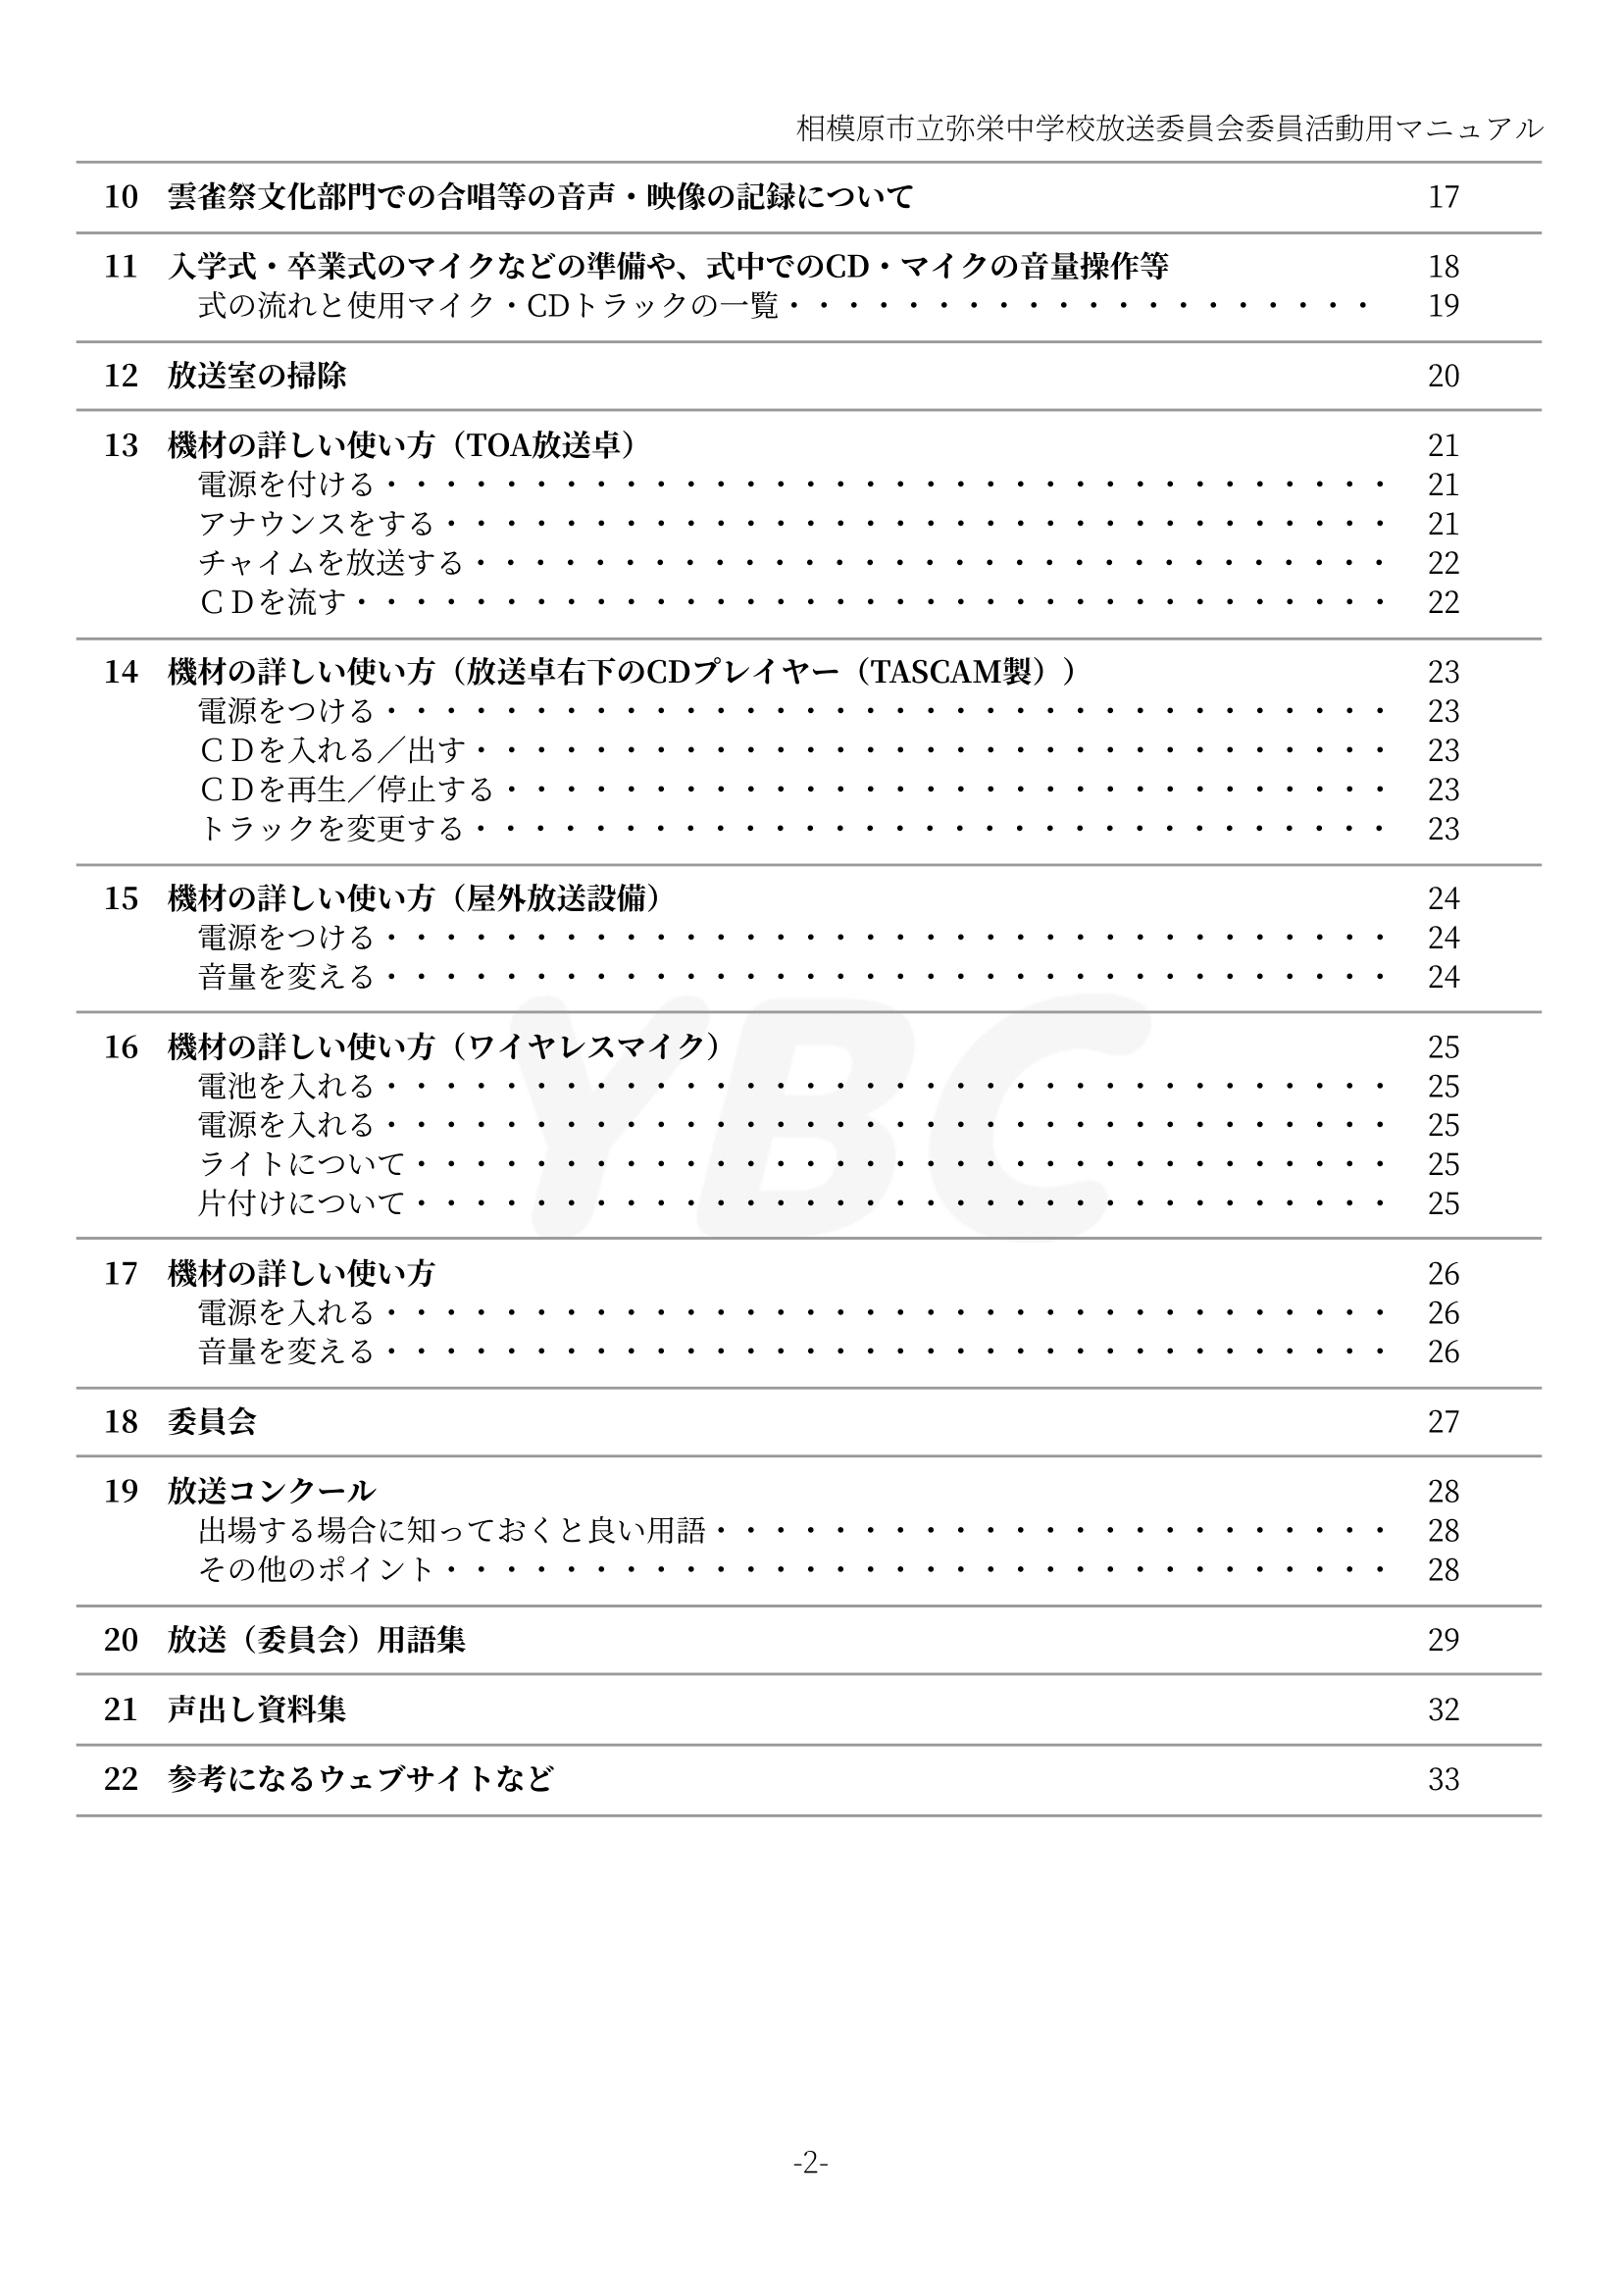 相模原市立弥栄中学校放送委員会委員活動用マニュアル
10 雲雀祭文化部門での合唱等の音声・映像の記録について 17
11 入学式・卒業式のマイクなどの準備や、式中でのCD・マイクの音量操作等 18
式の流れと使用マイク・CDトラックの一覧・・・・・・・・・・・・・・・・・・・・ 19
12 放送室の掃除 20
13 機材の詳しい使い方（TOA放送卓） 21
電源を付ける・・・・・・・・・・・・・・・・・・・・・・・・・・・・・・・・・・ 21
アナウンスをする・・・・・・・・・・・・・・・・・・・・・・・・・・・・・・・・ 21
チャイムを放送する・・・・・・・・・・・・・・・・・・・・・・・・・・・・・・・ 22
ＣＤを流す・・・・・・・・・・・・・・・・・・・・・・・・・・・・・・・・・・・ 22
14 機材の詳しい使い方（放送卓右下のCDプレイヤー（TASCAM製）） 23
電源をつける・・・・・・・・・・・・・・・・・・・・・・・・・・・・・・・・・・ 23
ＣＤを入れる／出す・・・・・・・・・・・・・・・・・・・・・・・・・・・・・・・ 23
ＣＤを再生／停止する・・・・・・・・・・・・・・・・・・・・・・・・・・・・・・ 23
トラックを変更する・・・・・・・・・・・・・・・・・・・・・・・・・・・・・・・ 23
15 機材の詳しい使い方（屋外放送設備） 24
電源をつける・・・・・・・・・・・・・・・・・・・・・・・・・・・・・・・・・・ 24
音量を変える・・・・・・・・・・・・・・・・・・・・・・・・・・・・・・・・・・ 24
16 機材の詳しい使い方（ワイヤレスマイク） 25
電池を入れる・・・・・・・・・・・・・・・・・・・・・・・・・・・・・・・・・・ 25
電源を入れる・・・・・・・・・・・・・・・・・・・・・・・・・・・・・・・・・・ 25
ライトについて・・・・・・・・・・・・・・・・・・・・・・・・・・・・・・・・・ 25
片付けについて・・・・・・・・・・・・・・・・・・・・・・・・・・・・・・・・・ 25
YBC
17 機材の詳しい使い方 26
電源を入れる・・・・・・・・・・・・・・・・・・・・・・・・・・・・・・・・・・ 26
音量を変える・・・・・・・・・・・・・・・・・・・・・・・・・・・・・・・・・・ 26
18 委員会 27
19 放送コンクール 28
出場する場合に知っておくと良い用語・・・・・・・・・・・・・・・・・・・・・・・ 28
その他のポイント・・・・・・・・・・・・・・・・・・・・・・・・・・・・・・・・ 28
20 放送（委員会）用語集 29
21 声出し資料集 32
22 参考になるウェブサイトなど 33
-2-